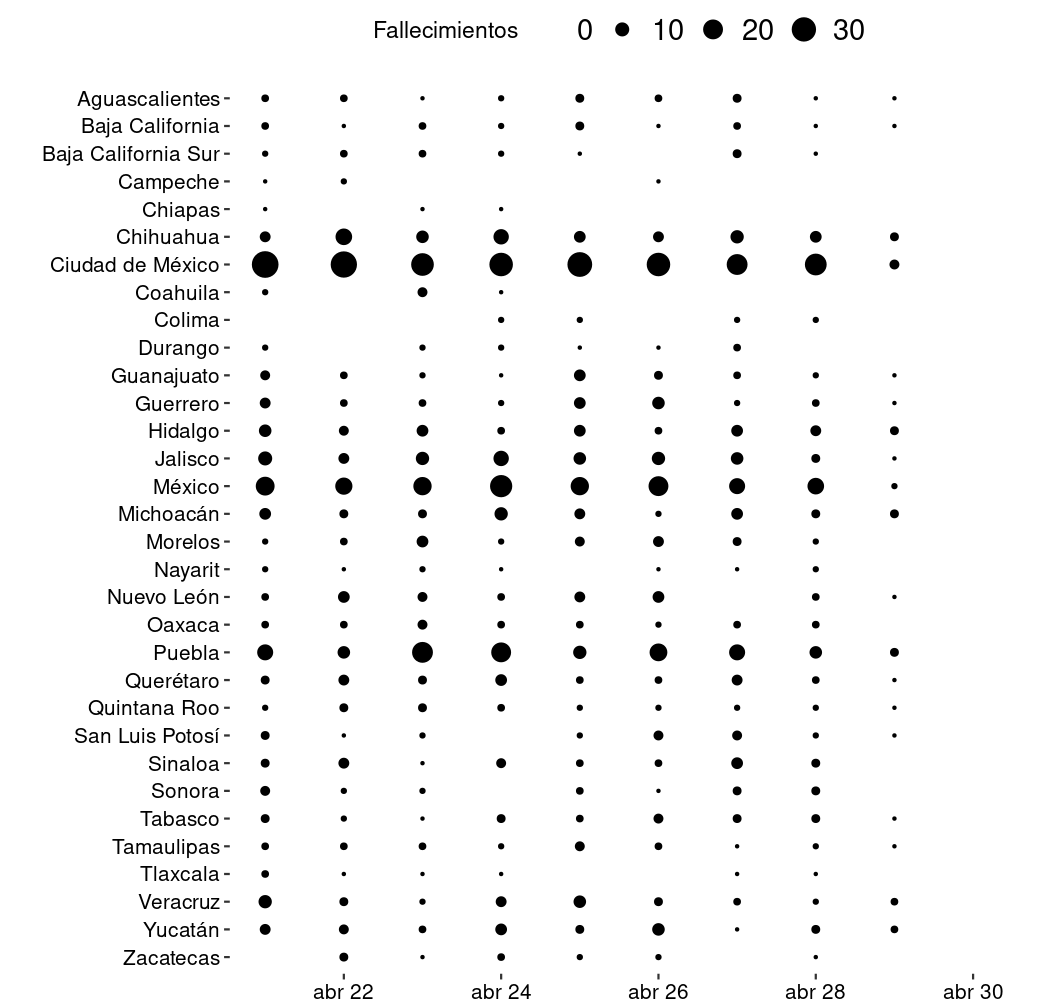 Fallecimientos 0 10 20 30
Aguascalientes
Baja California
Baja California Sur
Campeche
Chiapas
Chihuahua
Ciudad de México
Coahuila
Colima
Durango
Guanajuato
Guerrero
Hidalgo
Jalisco
México
Michoacán
Morelos
Nayarit
Nuevo León
Oaxaca
Puebla
Querétaro
Quintana Roo
San Luis Potosí
Sinaloa
Sonora
Tabasco
Tamaulipas
Tlaxcala
Veracruz
Yucatán
Zacatecas
abr 22 abr 24 abr 26 abr 28 abr 30